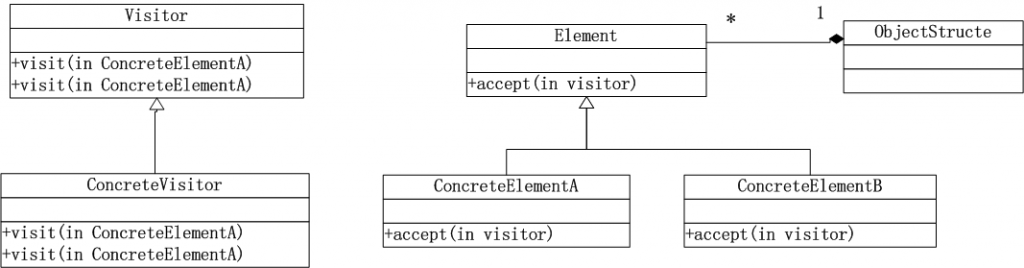 Visitor
+visit(in ConcreteElementA)
+visit(in ConcreteElementA)
ConcreteVisitor
+visit(in ConcreteElementA)
+visit(in ConcreteElementA)
Element
+accept(in visitor)
*
1
ObjectStructe
ConcreteElementA
+accept(in visitor)
ConcreteElementB
+accept(in visitor)